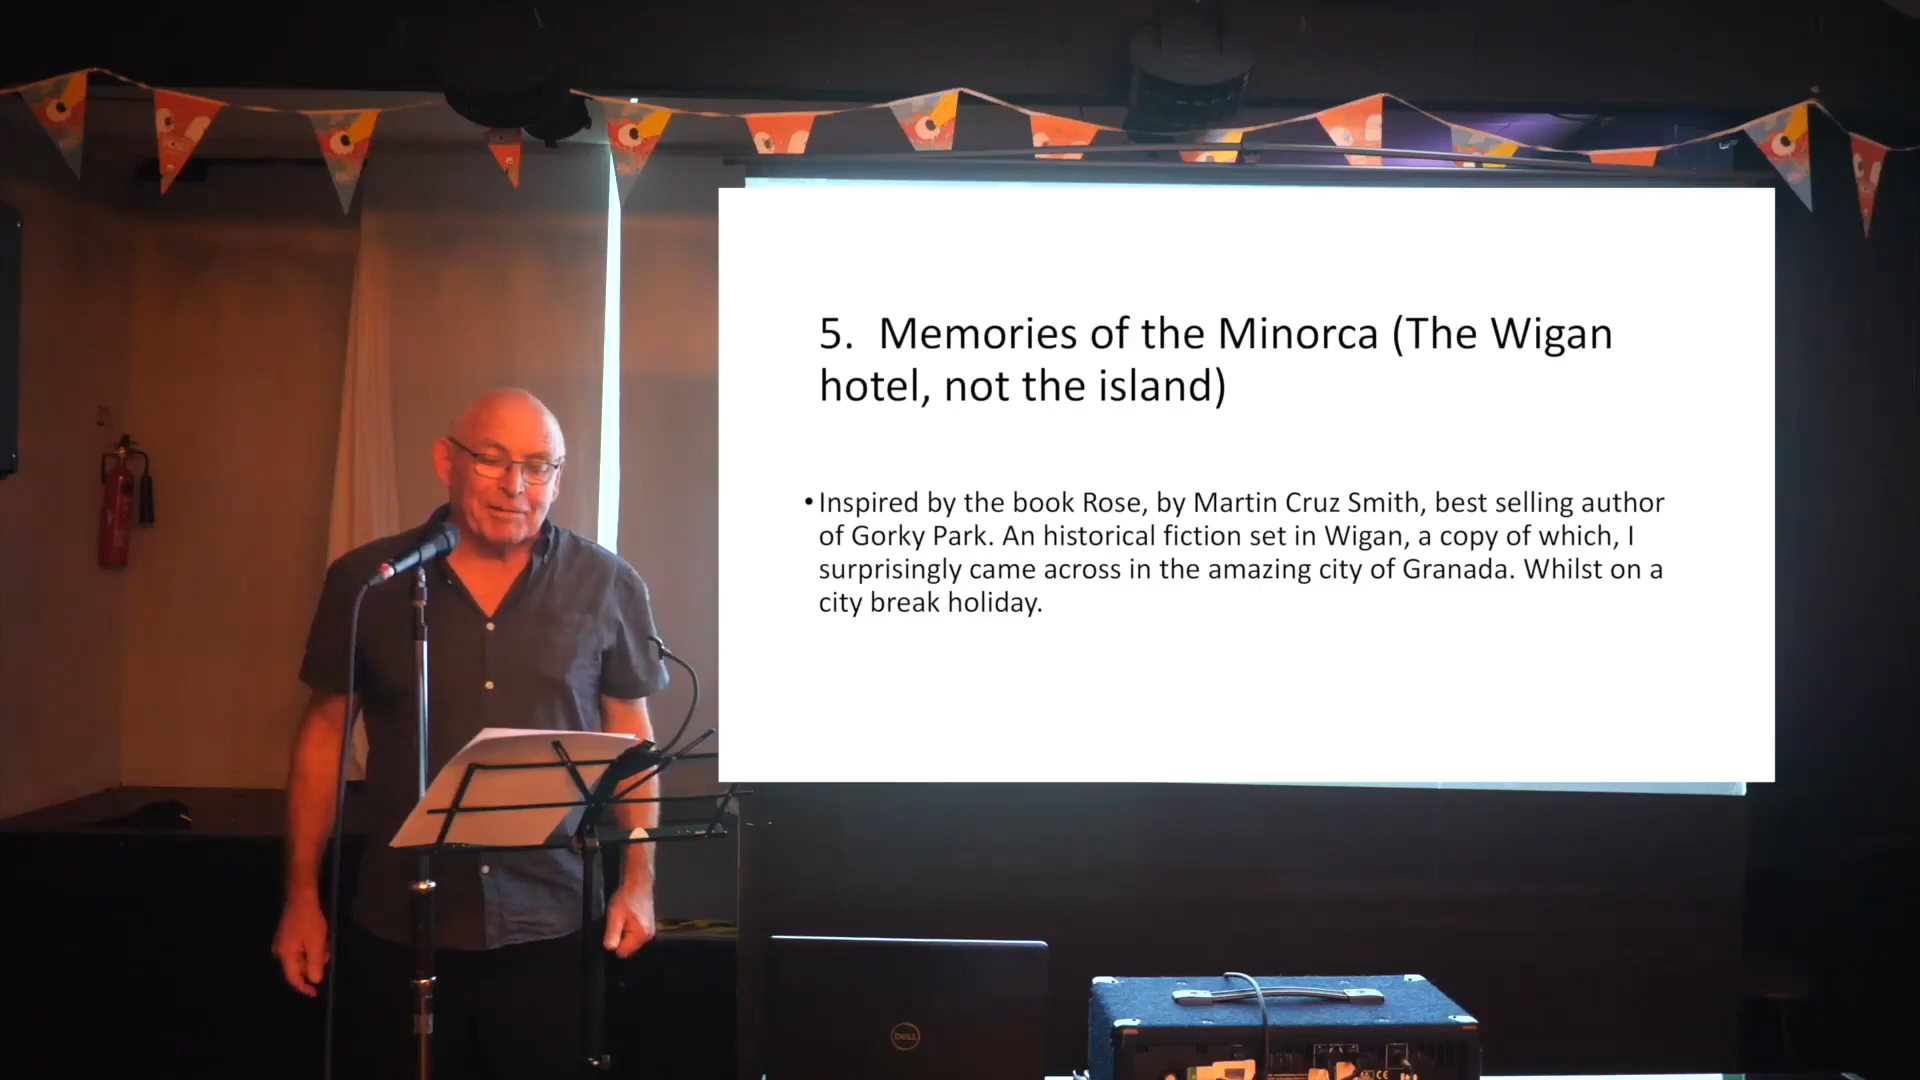 5. Memories of the Minorca (The Wigan
hotel, not the island)
• Inspired by the book Rose, by Martin Cruz Smith, best selling author
of Gorky Park. An historical fiction set in Wigan, a copy of which, I
surprisingly came across in the amazing city of Granada. Whilst on a
city break holiday.
DELL